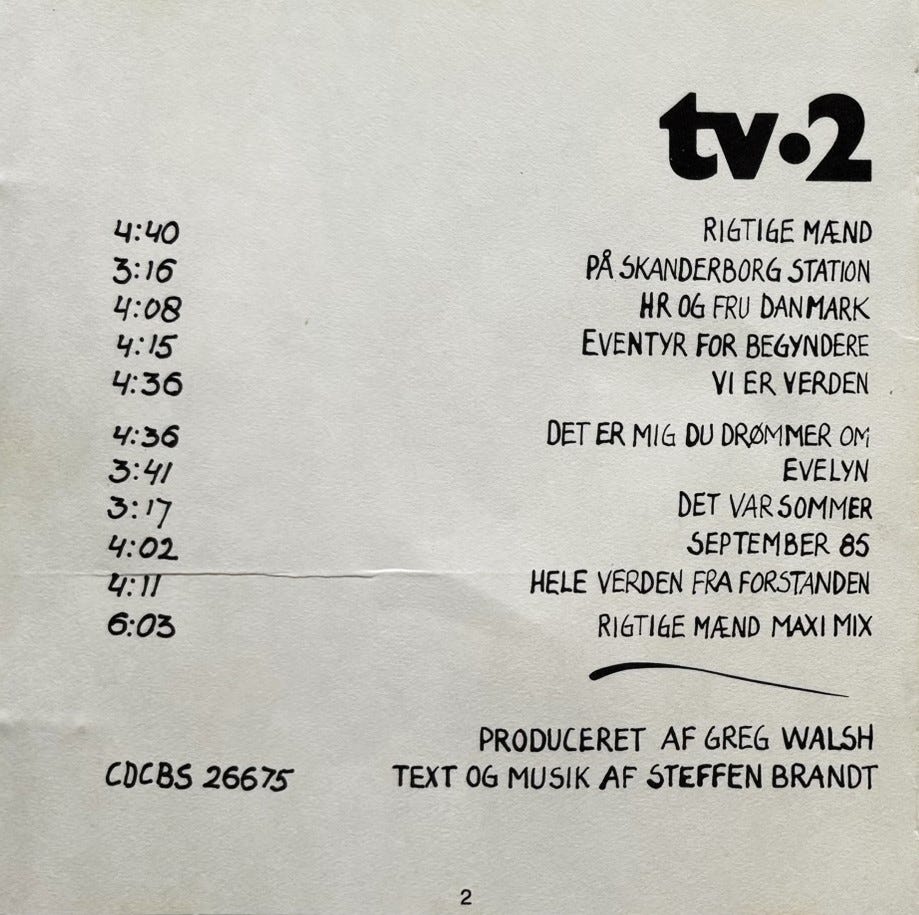 tv·2
4:40 RIGTIGE MÆND
3:16 PÅ SKANDERBORG STATION
4:08 HR OG FRU DANMARK
4:15 EVENTYR FOR BEGYNDERE
4:36 VI ER VERDEN
4:36 DET ER MIG DU DRØMMER OM
3:41 EVELYN
3:17 DET VAR SOMMER
4:02 SEPTEMBER 85
4:11 HELE VERDEN FRA FORSTANDEN
6:03 RIGTIGE MÆND MAXI MIX
PRODUCERET AF GREG WALSH
CDCBS 26675 TEXT OG MUSIK AF STEFFEN BRANDT
2